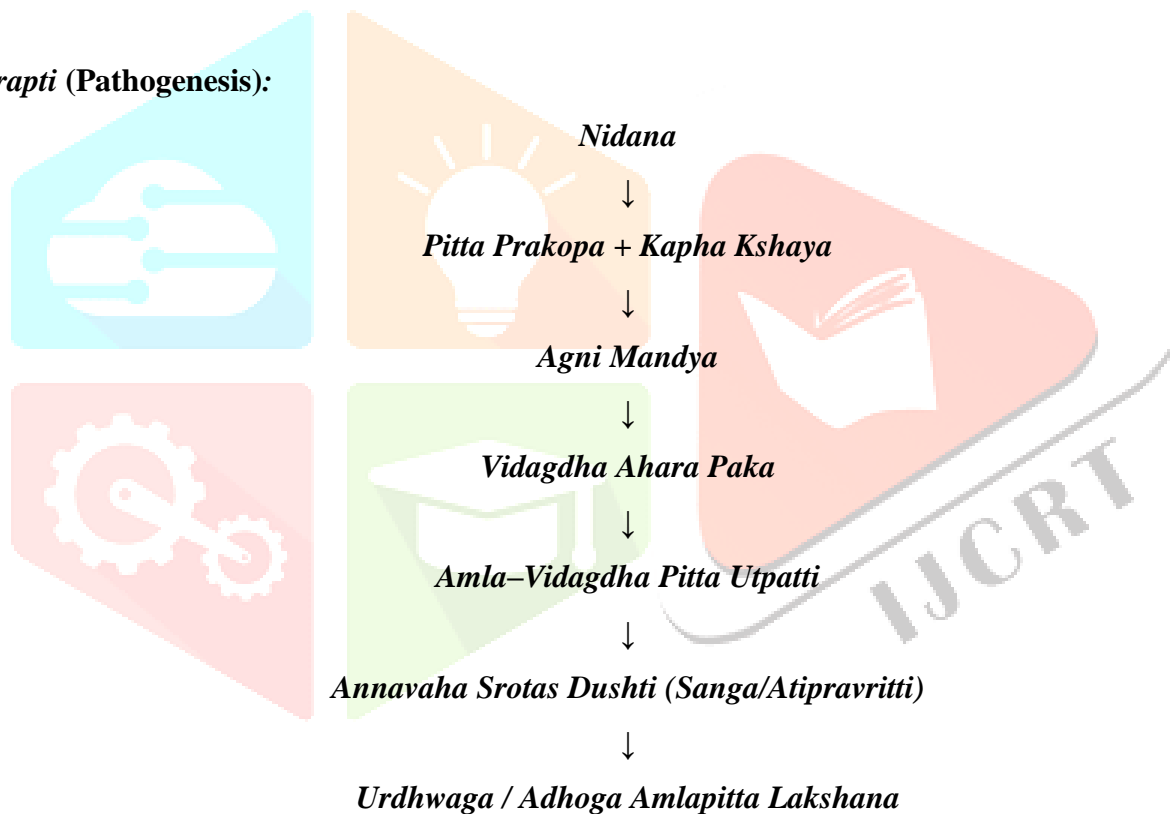 rapti (Pathogenesis):
Nidana
↓
Pitta Prakopa + Kapha Kshaya
↓
Agni Mandya
↓
Vidagdha Ahara Paka
↓
Amla–Vidagdha Pitta Utpatti
↓
Annavaha Srotas Dushti (Sanga/Atipravritti)
↓
Urdhwaga / Adhoga Amlapitta Lakshana
IJCRT